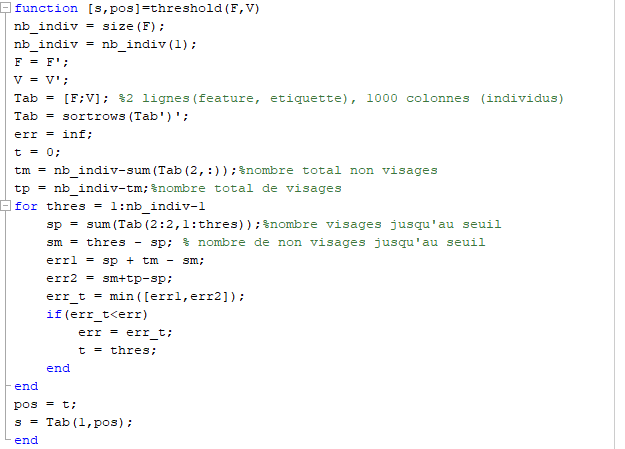 function [s,pos]=threshold(F,V)
nb_indiv = size(F);
nb_indiv = nb_indiv(1);
F = F';
V = V';
Tab = [F;V]; %2 lignes(feature, etiquette), 1000 colonnes (individus)
Tab = sortrows(Tab')';
err = inf;
t = 0;
tm = nb_indiv-sum(Tab(2,:));%nombre total non visages
tp = nb_indiv-tm;%nombre total de visages
for thres = 1:nb_indiv-1
    sp = sum(Tab(2:2,1:thres));%nombre visages jusqu'au seuil
    sm = thres - sp; % nombre de non visages jusqu'au seuil
    err1 = sp + tm - sm;
    err2 = sm+tp-sp;
    err_t = min([err1,err2]);
    if(err_t<err)
        err = err_t;
        t = thres;
    end
end
pos = t;
s = Tab(1,pos);
end